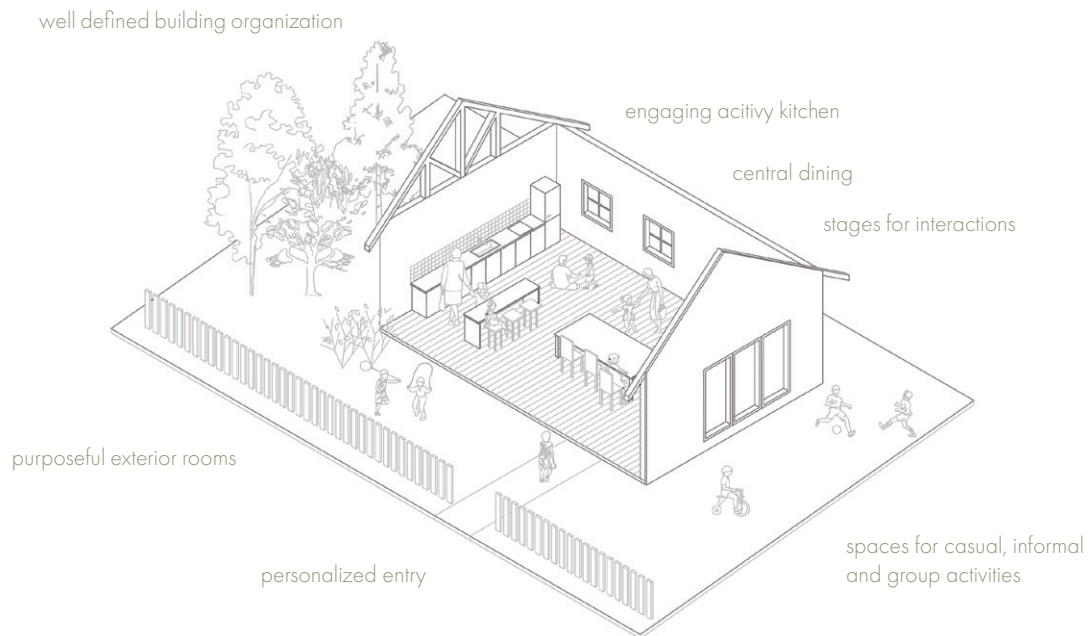 well defined building organization
engaging acitivy kitchen
central dining
stages for interactions
purposeful exterior rooms
personalized entry
spaces for casual, informal
and group activities